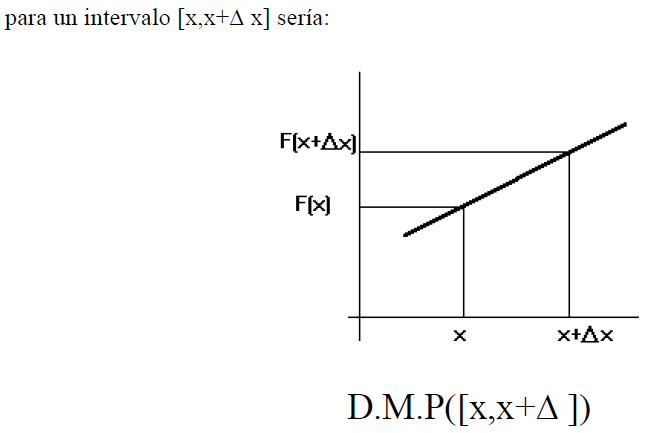 para un intervalo [x,x+Δ x] sería:
F(x+Δx)
F(x)
x
x+Δx
D.M.P([x,x+Δ ])